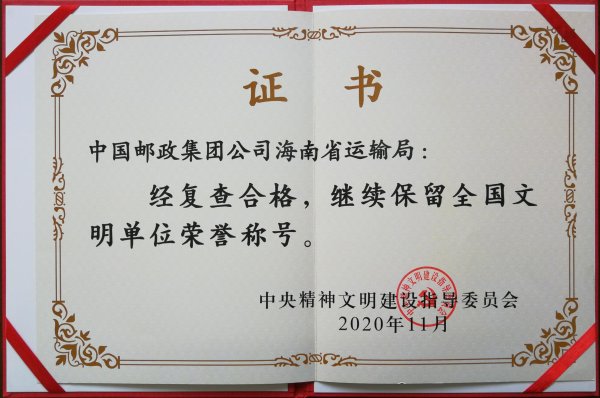 证 书
中国邮政集团公司海南省运输局：
经复查合格，继续保留全国文
明单位荣誉称号。
中央精神文明建设指导委员会
2020年11月